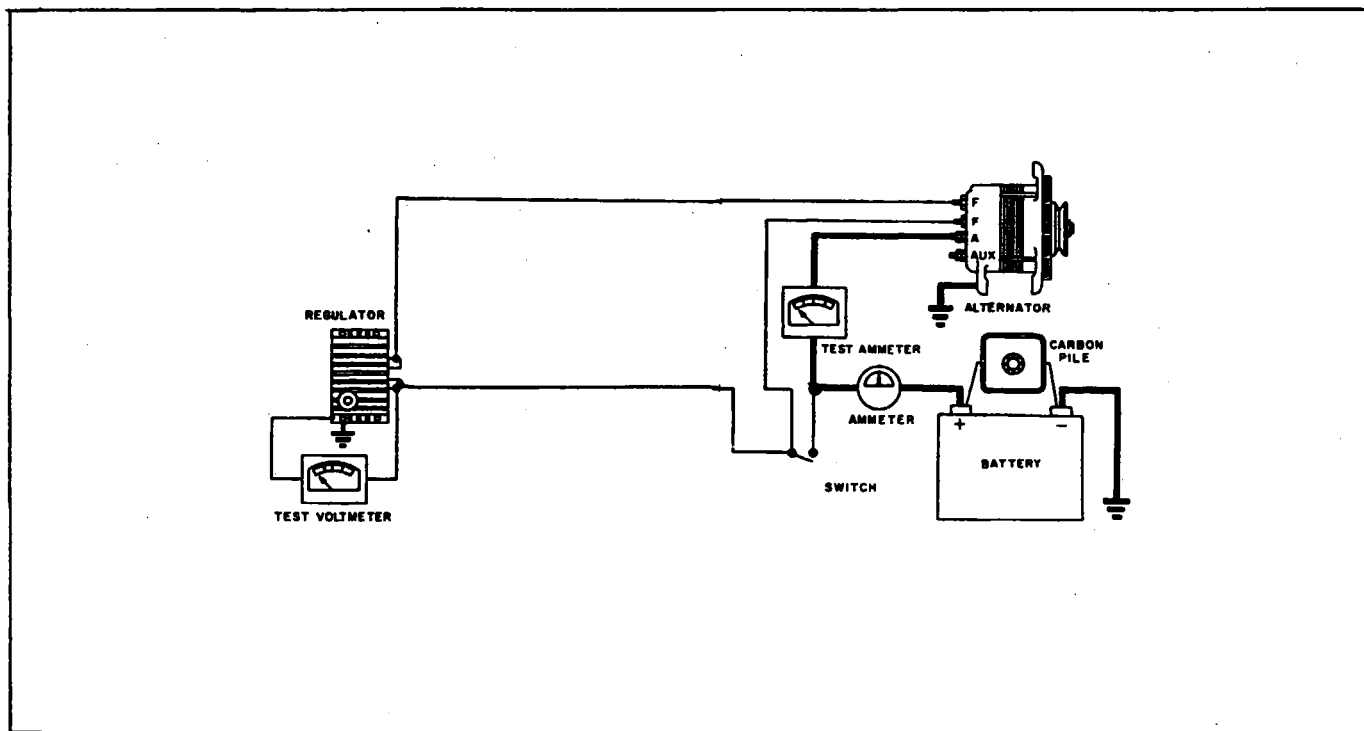 F
F
A
AUX
ALTERNATOR
REGULATOR
TEST AMMETER
CARBON
PILE
AMMETER
+
−
BATTERY
SWITCH
TEST VOLTMETER